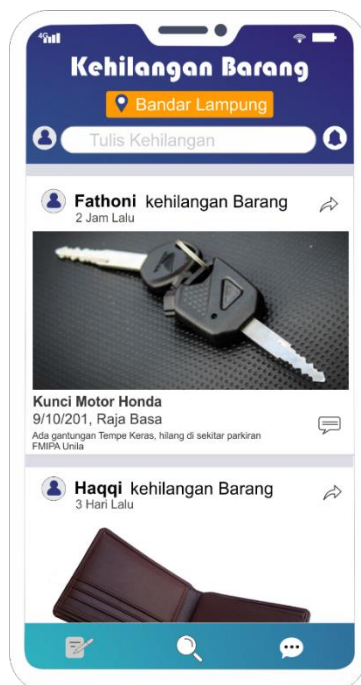 4G
Kehilangan Barang
Bandar Lampung
Tulis Kehilangan
Fathoni kehilangan Barang
2 Jam Lalu
Kunci Motor Honda
9/10/201, Raja Basa
Ada gantungan Tempe Keras, hilang di sekitar parkiran
FMIPA Unila
Haqqi kehilangan Barang
3 Hari Lalu